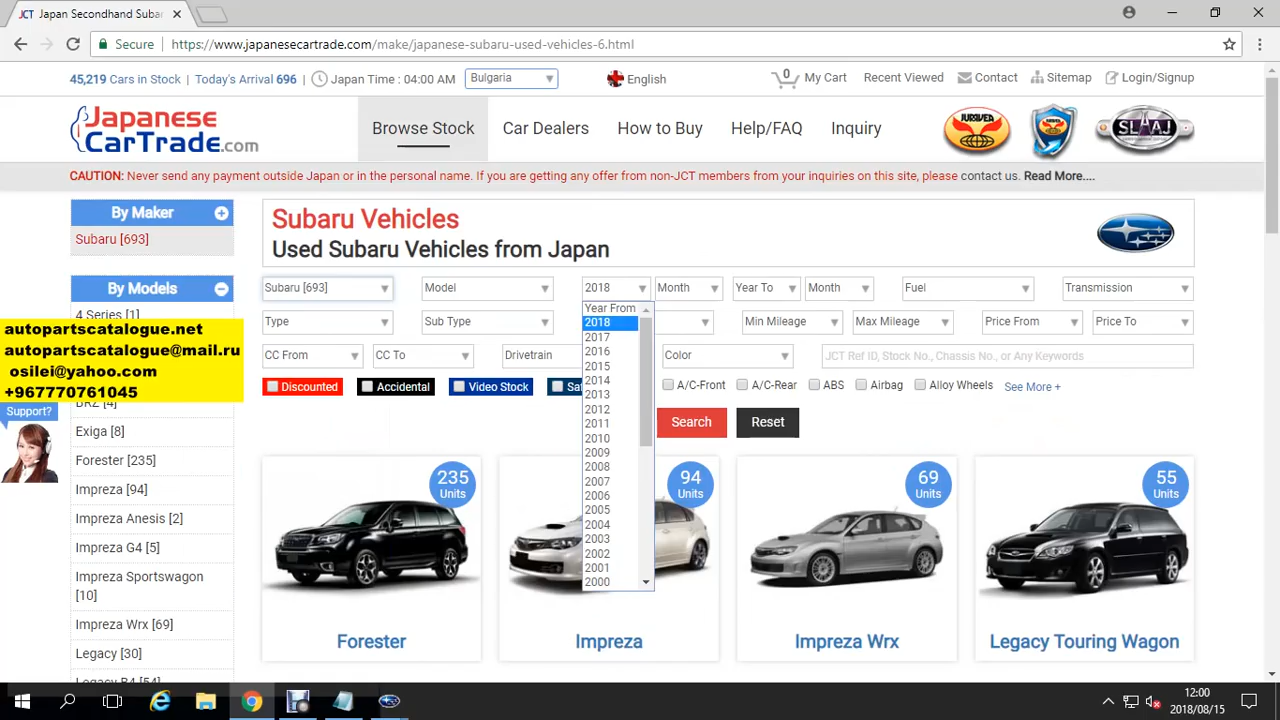 JCT Japan Secondhand Subar
Secure
https://www.japanesecartrade.com/make/japanese-subaru-used-vehicles-6.html
45,219 Cars in Stock | Today's Arrival 696 | Japan Time : 04:00 AM
Bulgaria
English
0 My Cart
Recent Viewed
Contact
Sitemap
Login/Signup
Japanese
CarTrade.com
Browse Stock
Car Dealers
How to Buy
Help/FAQ
Inquiry
JUMVEA
SLAAJ
CAUTION: Never send any payment outside Japan or in the personal name. If you are getting any offer from non-JCT members from your inquiries on this site, please contact us. Read More....
By Maker
Subaru [693]
By Models
4 Series [1]
autopartscatalogue.net
autopartscatalogue@mail.ru
osilei@yahoo.com
+967770761045
Support?
BRZ [4]
Exiga [8]
Forester [235]
Impreza [94]
Impreza Anesis [2]
Impreza G4 [5]
Impreza Sportswagon
[10]
Impreza Wrx [69]
Legacy [30]
Legacy B4 [54]
Subaru Vehicles
Used Subaru Vehicles from Japan
Subaru [693]
Model
2018
Month
Year To
Month
Fuel
Transmission
Type
Sub Type
Min Mileage
Max Mileage
Price From
Price To
CC From
CC To
Drivetrain
Color
JCT Ref ID, Stock No., Chassis No., or Any Keywords
Discounted
Accidental
Video Stock
A/C-Front
A/C-Rear
ABS
Airbag
Alloy Wheels
See More +
Year From
2018
2017
2016
2015
2014
2013
2012
2011
2010
2009
2008
2007
2006
2005
2004
2003
2002
2001
2000
Search
Reset
235
Units
94
Units
69
Units
55
Units
Forester
Impreza
Impreza Wrx
Legacy Touring Wagon
12:00
2018/08/15